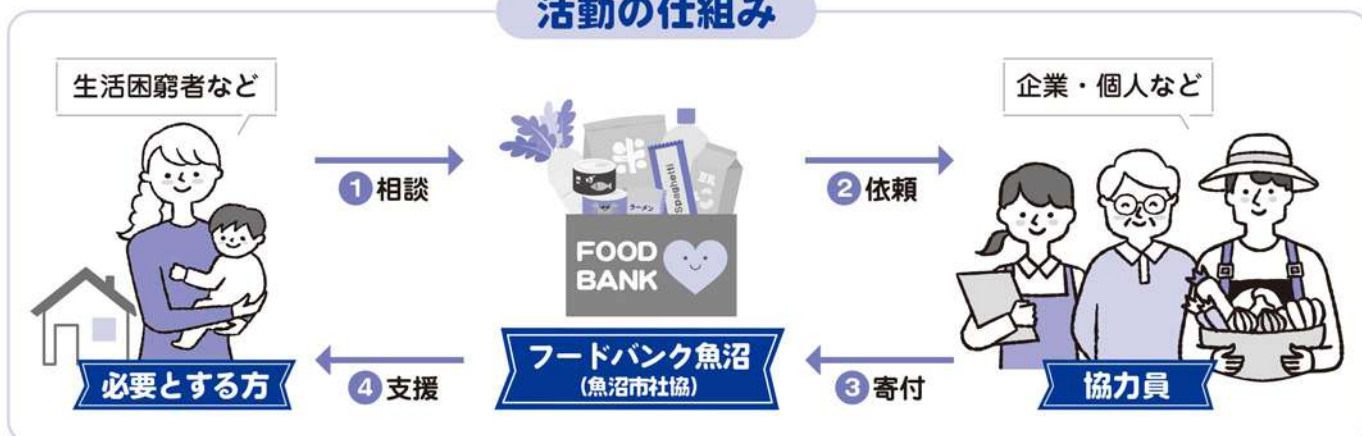 活動の仕組み
生活困窮者など
企業・個人など
1 相談
2 依頼
米
さば
ラーメン
Spaghetti
FOOD
BANK
フードバンク魚沼
(魚沼市社協)
4 支援
3 寄付
必要とする方
協力員